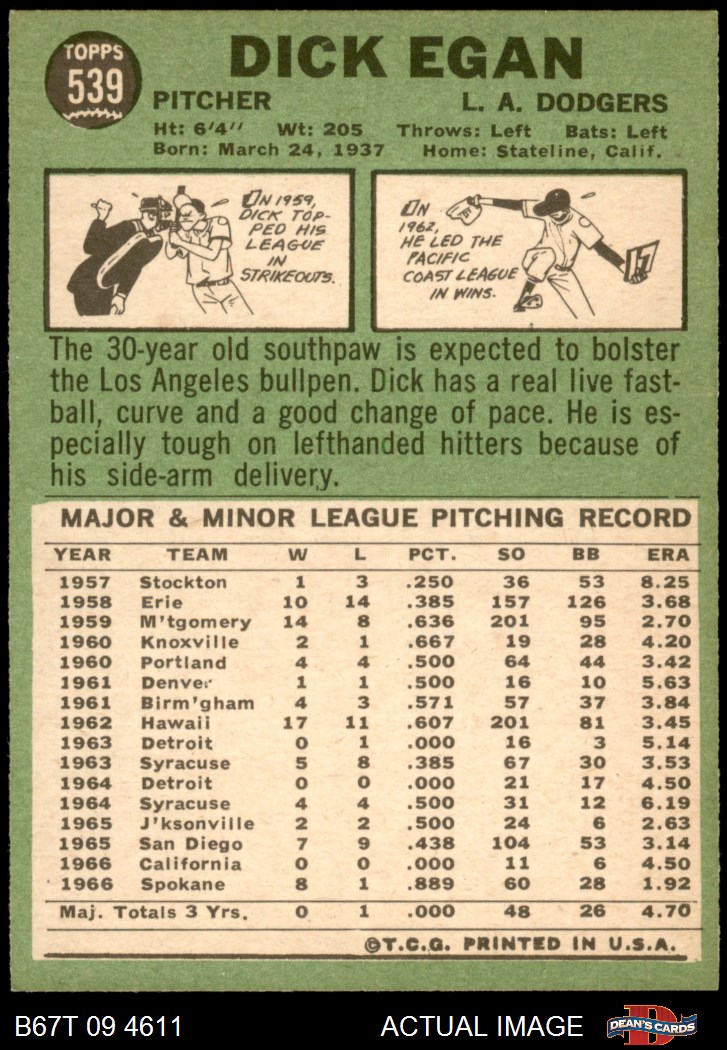 TOPPS
539
DICK EGAN
PITCHER L. A. DODGERS
Ht: 6'4" Wt: 205 Throws: Left Bats: Left
Born: March 24, 1937 Home: Stateline, Calif.
IN 1959,
DICK TOP-
PED HIS
LEAGUE
IN
STRIKEOUTS.
IN
1962,
HE LED THE
PACIFIC
COAST LEAGUE
IN WINS.
17
The 30-year old southpaw is expected to bolster
the Los Angeles bullpen. Dick has a real live fast-
ball, curve and a good change of pace. He is es-
pecially tough on lefthanded hitters because of
his side-arm delivery.
MAJOR & MINOR LEAGUE PITCHING RECORD
YEAR TEAM W L PCT. SO BB ERA
1957 Stockton 1 3 .250 36 53 8.25
1958 Erie 10 14 .385 157 126 3.68
1959 M'tgomery 14 8 .636 201 95 2.70
1960 Knoxville 2 1 .667 19 28 4.20
1960 Portland 4 4 .500 64 44 3.42
1961 Denver 1 1 .500 16 10 5.63
1961 Birm'gham 4 3 .571 57 37 3.84
1962 Hawaii 17 11 .607 201 81 3.45
1963 Detroit 0 1 .000 16 3 5.14
1963 Syracuse 5 8 .385 67 30 3.53
1964 Detroit 0 0 .000 21 17 4.50
1964 Syracuse 4 4 .500 31 12 6.19
1965 J'ksonville 2 2 .500 24 6 2.63
1965 San Diego 7 9 .438 104 53 3.14
1966 California 0 0 .000 11 6 4.50
1966 Spokane 8 1 .889 60 28 1.92
Maj. Totals 3 Yrs. 0 1 .000 48 26 4.70
©T.C.G. PRINTED IN U.S.A.
B67T 09 4611 ACTUAL IMAGE
DEAN'S CARDS